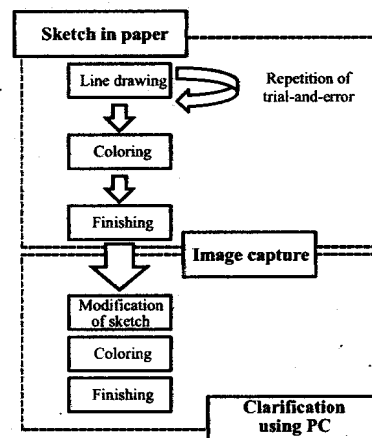 Sketch in paper
Line drawing
Repetition of
trial-and-error
Coloring
Finishing
Image capture
Modification
of sketch
Coloring
Finishing
Clarification
using PC